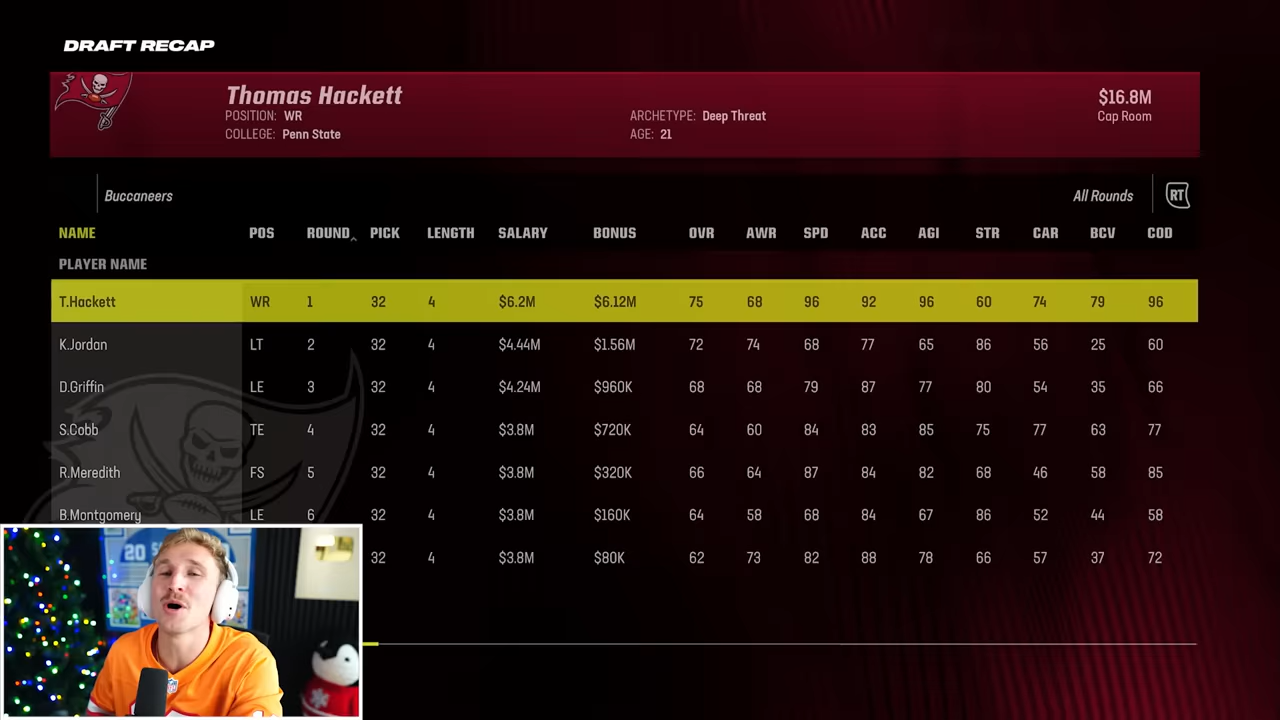 DRAFT RECAP
Thomas Hackett
POSITION: WR
COLLEGE: Penn State
ARCHETYPE: Deep Threat
AGE: 21
$16.8M
Cap Room
Buccaneers
All Rounds
RT
NAME POS ROUND PICK LENGTH SALARY BONUS OVR AWR SPD ACC AGI STR CAR BCV COD
PLAYER NAME
T.Hackett WR 1 32 4 $6.2M $6.12M 75 68 96 92 96 60 74 79 96
K.Jordan LT 2 32 4 $4.44M $1.56M 72 74 68 77 65 86 56 25 60
D.Griffin LE 3 32 4 $4.24M $960K 68 68 79 87 77 80 54 35 66
S.Cobb TE 4 32 4 $3.8M $720K 64 60 84 83 85 75 77 63 77
R.Meredith FS 5 32 4 $3.8M $320K 66 64 87 84 82 68 46 58 85
B.Montgomery LE 6 32 4 $3.8M $160K 64 58 68 84 67 86 52 44 58
32 4 $3.8M $80K 62 73 82 88 78 66 57 37 72
20